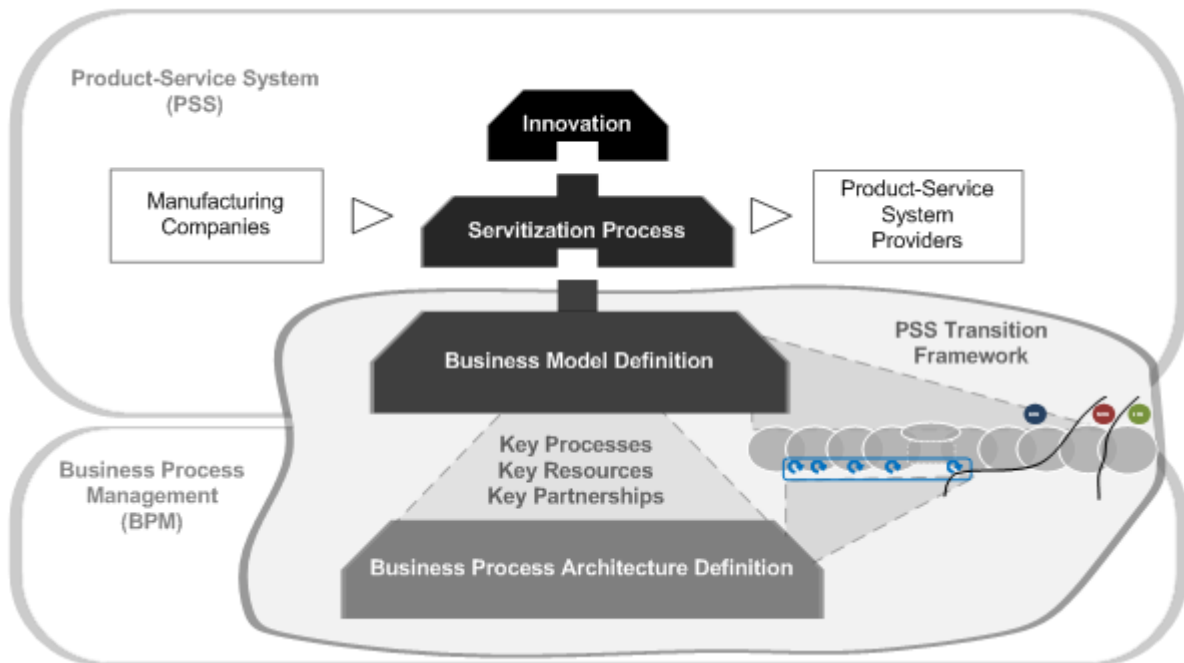 Product-Service System
(PSS)
Innovation
Manufacturing
Companies
Servitization Process
Product-Service
System
Providers
Business Model Definition
PSS Transition
Framework
Key Processes
Key Resources
Key Partnerships
Business Process
Management
(BPM)
Business Process Architecture Definition